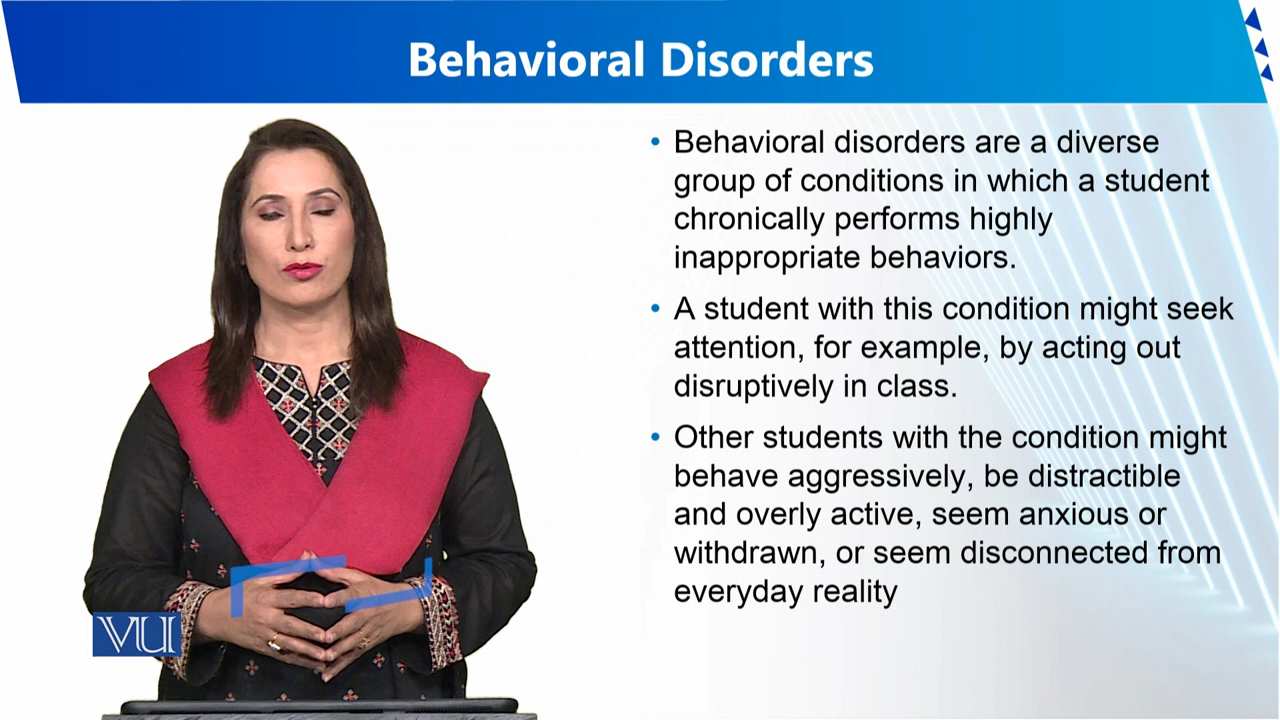 Behavioral Disorders
• Behavioral disorders are a diverse
group of conditions in which a student
chronically performs highly
inappropriate behaviors.
• A student with this condition might seek
attention, for example, by acting out
disruptively in class.
• Other students with the condition might
behave aggressively, be distractible
and overly active, seem anxious or
withdrawn, or seem disconnected from
everyday reality
VU